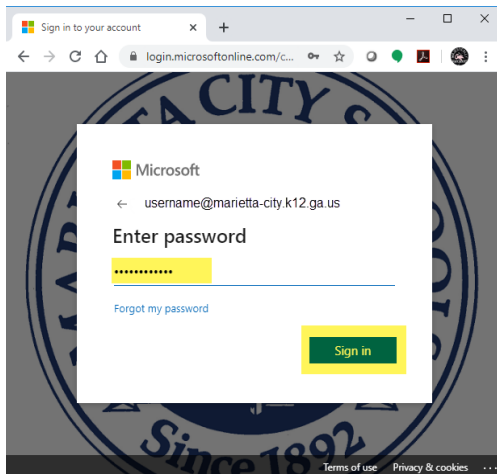 Sign in to your account
login.microsoftonline.com/c...
CITY
Microsoft
username@marietta-city.k12.ga.us
Enter password
••••••••••••
Forgot my password
Sign in
Since 1892
Terms of use Privacy & cookies ...